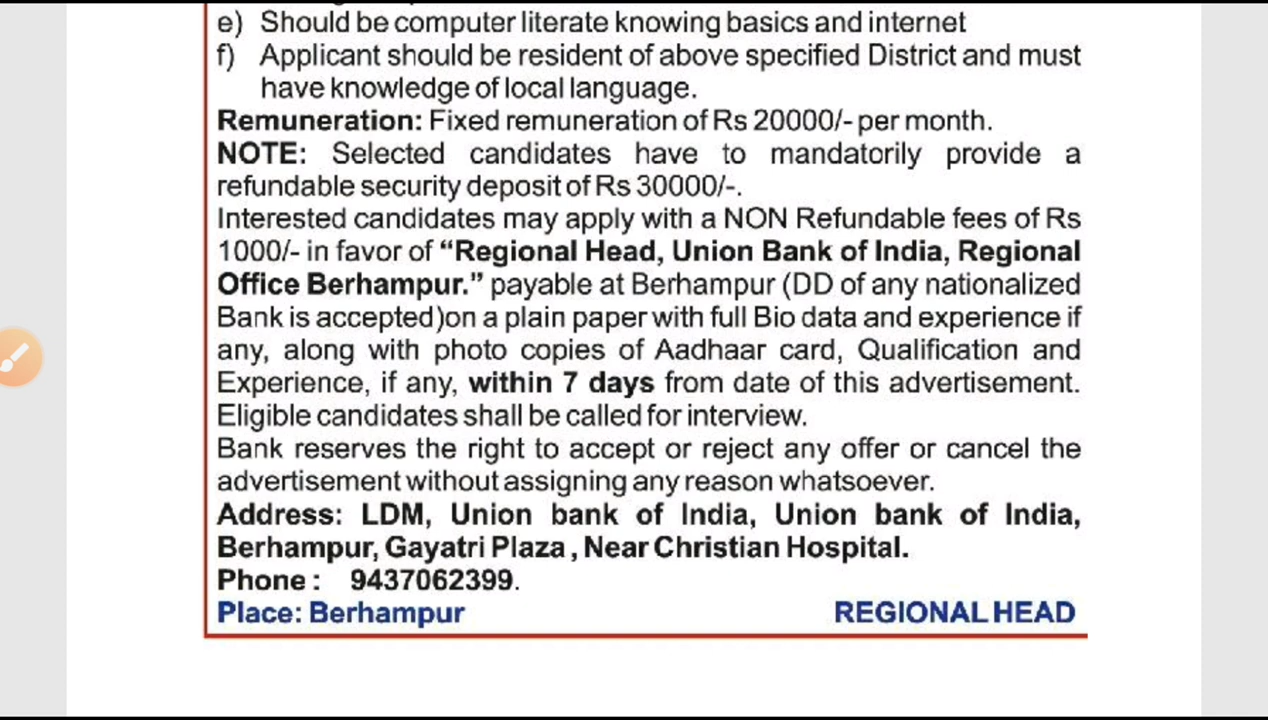 e) Should be computer literate knowing basics and internet
f) Applicant should be resident of above specified District and must
have knowledge of local language.
Remuneration: Fixed remuneration of Rs 20000/- per month.
NOTE: Selected candidates have to mandatorily provide a
refundable security deposit of Rs 30000/-.
Interested candidates may apply with a NON Refundable fees of Rs
1000/- in favor of “Regional Head, Union Bank of India, Regional
Office Berhampur.” payable at Berhampur (DD of any nationalized
Bank is accepted)on a plain paper with full Bio data and experience if
any, along with photo copies of Aadhaar card, Qualification and
Experience, if any, within 7 days from date of this advertisement.
Eligible candidates shall be called for interview.
Bank reserves the right to accept or reject any offer or cancel the
advertisement without assigning any reason whatsoever.
Address: LDM, Union bank of India, Union bank of India,
Berhampur, Gayatri Plaza , Near Christian Hospital.
Phone : 9437062399.
Place: Berhampur REGIONAL HEAD